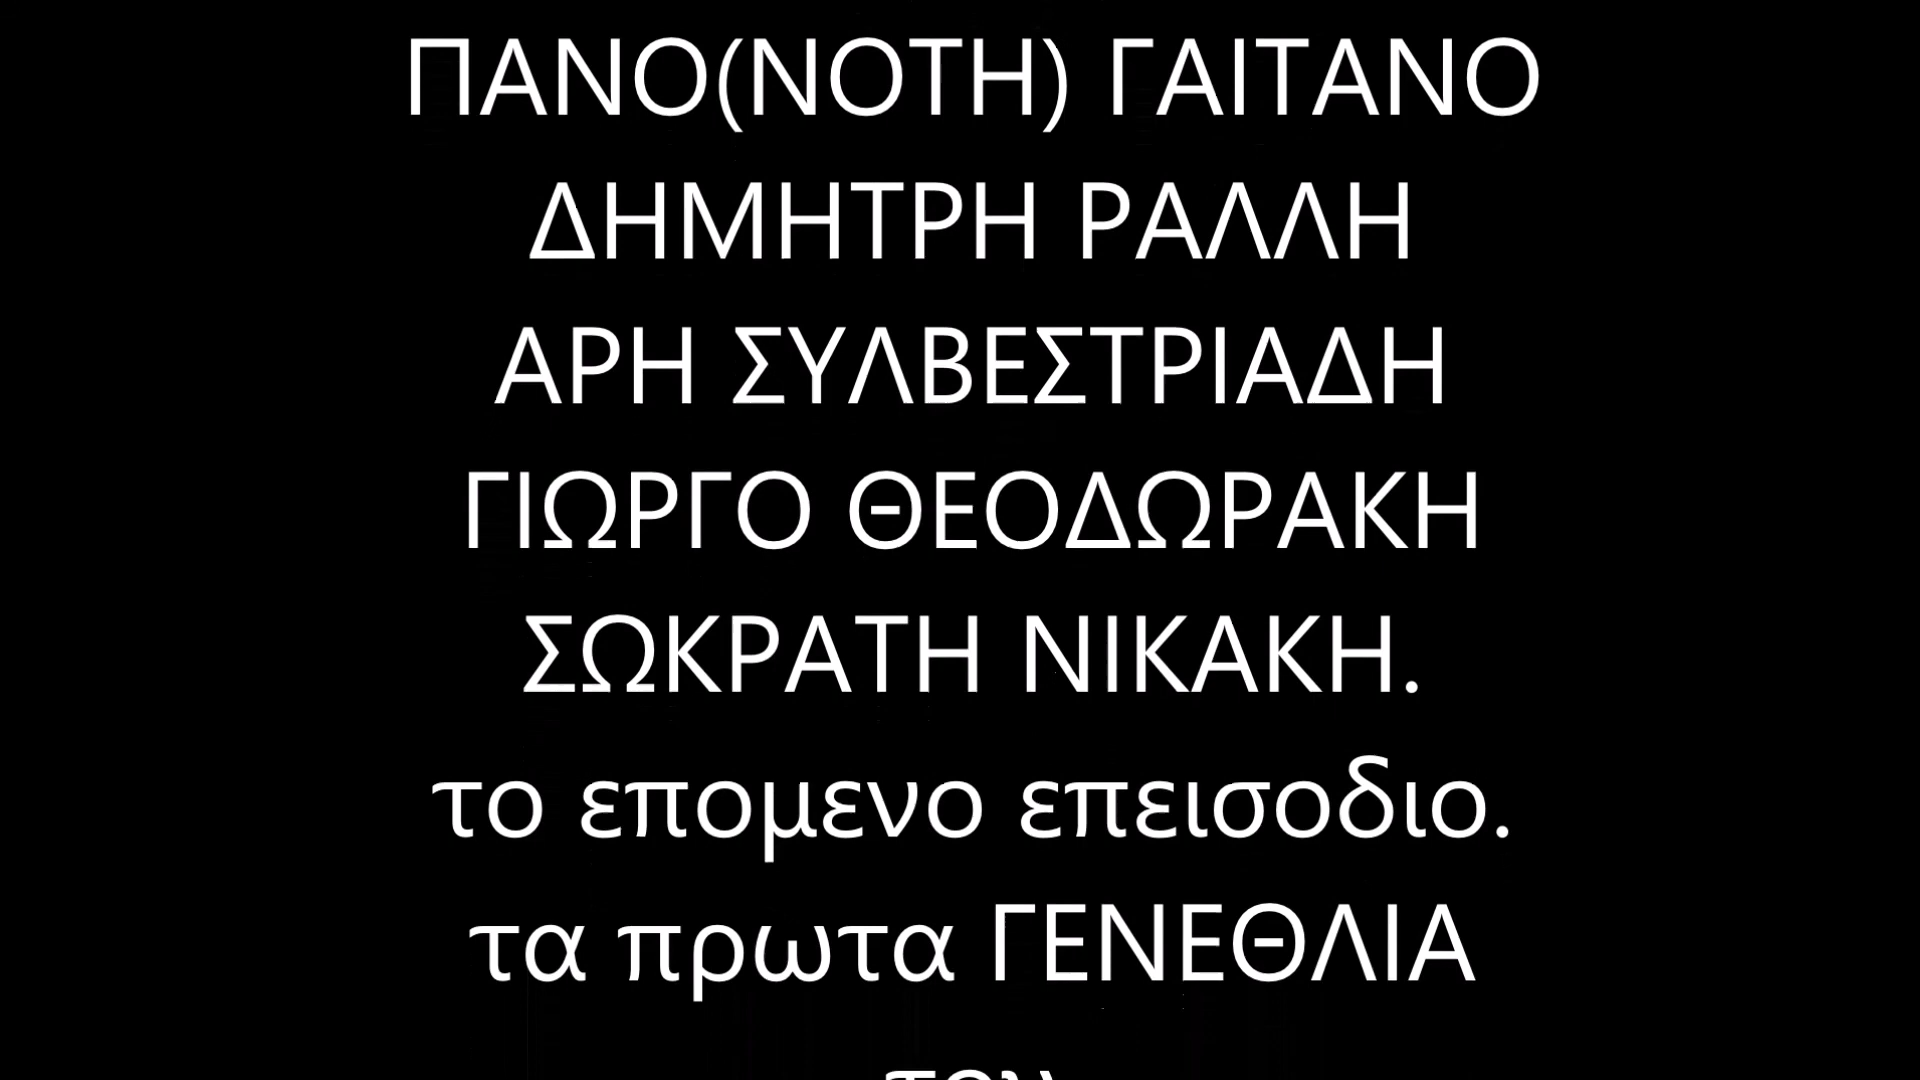 ΠΑΝΟ(ΝΟΤΗ) ΓΑΙΤΑΝΟ
ΔΗΜΗΤΡΗ ΡΑΛΛΗ
ΑΡΗ ΣΥΛΒΕΣΤΡΙΑΔΗ
ΓΙΩΡΓΟ ΘΕΟΔΩΡΑΚΗ
ΣΩΚΡΑΤΗ ΝΙΚΑΚΗ.
το επομενο επεισοδιο.
τα πρωτα ΓΕΝΕΘΛΙΑ